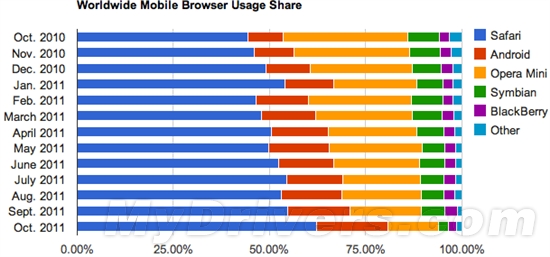 Worldwide Mobile Browser Usage Share
Oct. 2010
Nov. 2010
Dec. 2010
Jan. 2011
Feb. 2011
March 2011
April 2011
May 2011
June 2011
July 2011
Aug. 2011
Sept. 2011
Oct. 2011
0.00%
25.00%
50.00%
75.00%
100.00%
Safari
Android
Opera Mini
Symbian
BlackBerry
Other
MyDrivers.com